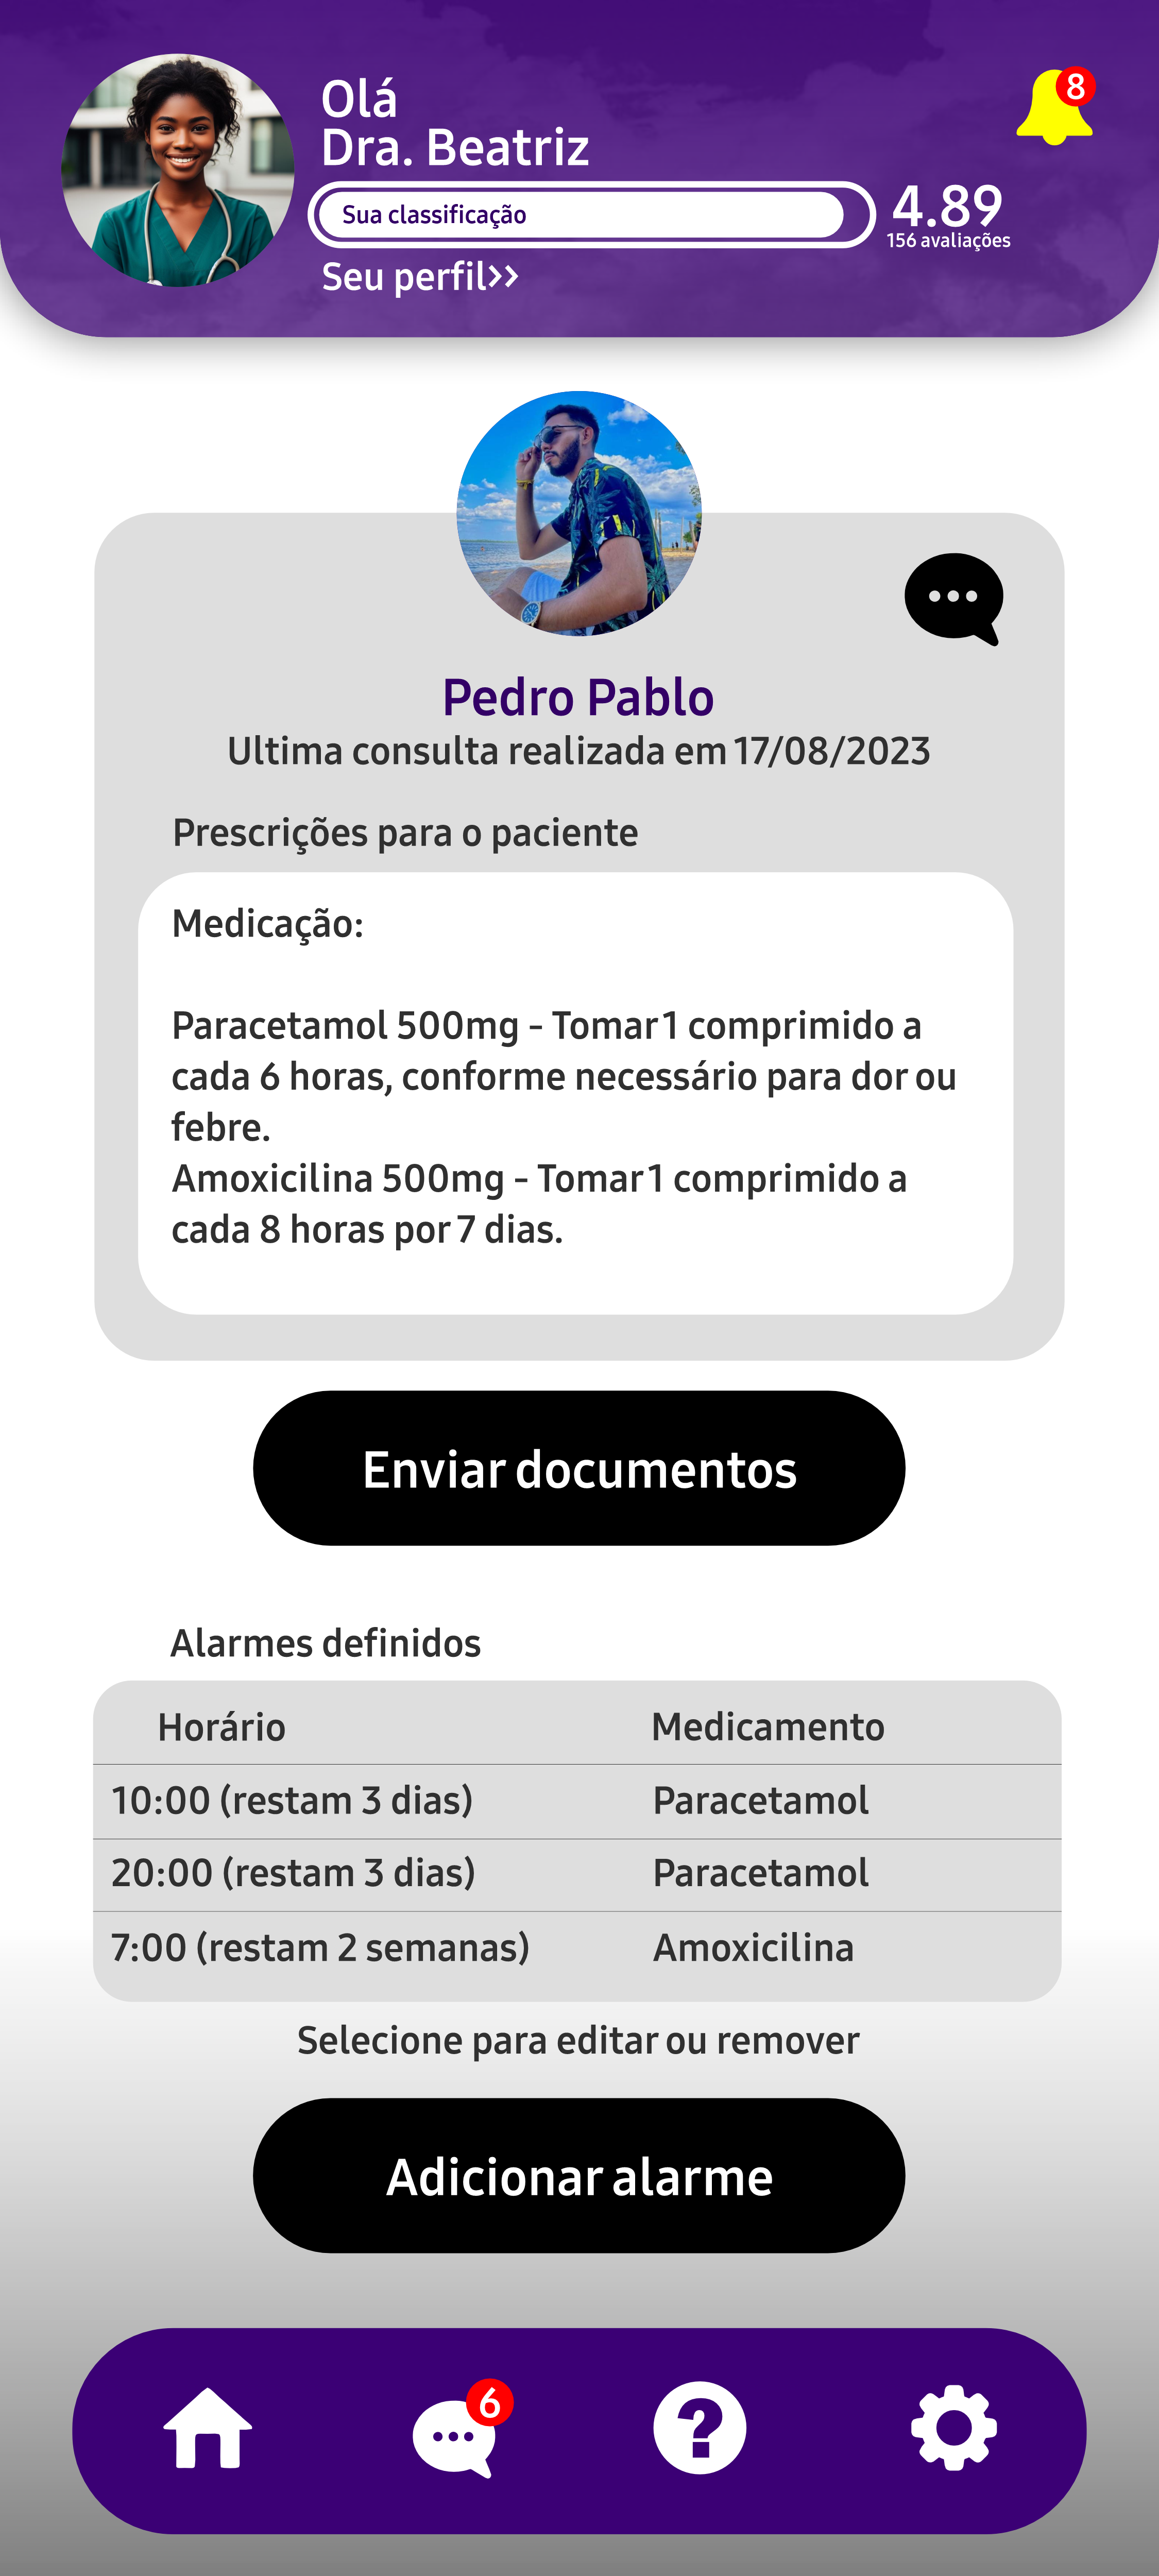 Olá
Dra. Beatriz
8
Sua classificação
4.89
156 avaliações
Seu perfil>>
Pedro Pablo
Ultima consulta realizada em 17/08/2023
Prescrições para o paciente
Medicação:
Paracetamol 500mg - Tomar 1 comprimido a
cada 6 horas, conforme necessário para dor ou
febre.
Amoxicilina 500mg - Tomar 1 comprimido a
cada 8 horas por 7 dias.
Enviar documentos
Alarmes definidos
Horário Medicamento
10:00 (restam 3 dias) Paracetamol
20:00 (restam 3 dias) Paracetamol
7:00 (restam 2 semanas) Amoxicilina
Selecione para editar ou remover
Adicionar alarme
6
?